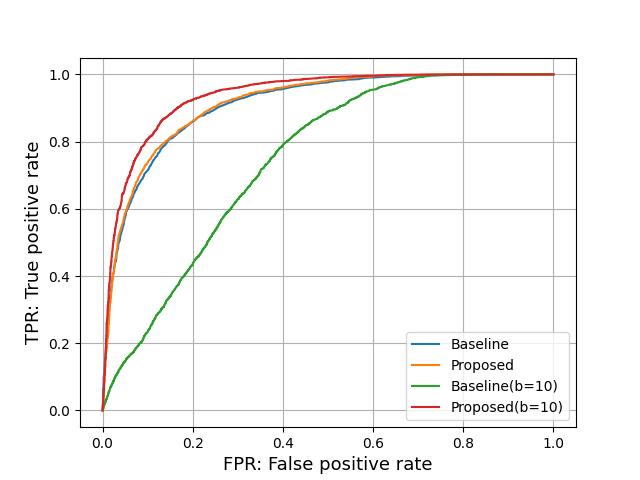 1.0
0.8
0.6
0.4
0.2
0.0
TPR: True positive rate
Baseline
Proposed
Baseline(b=10)
Proposed(b=10)
0.0 0.2 0.4 0.6 0.8 1.0
FPR: False positive rate